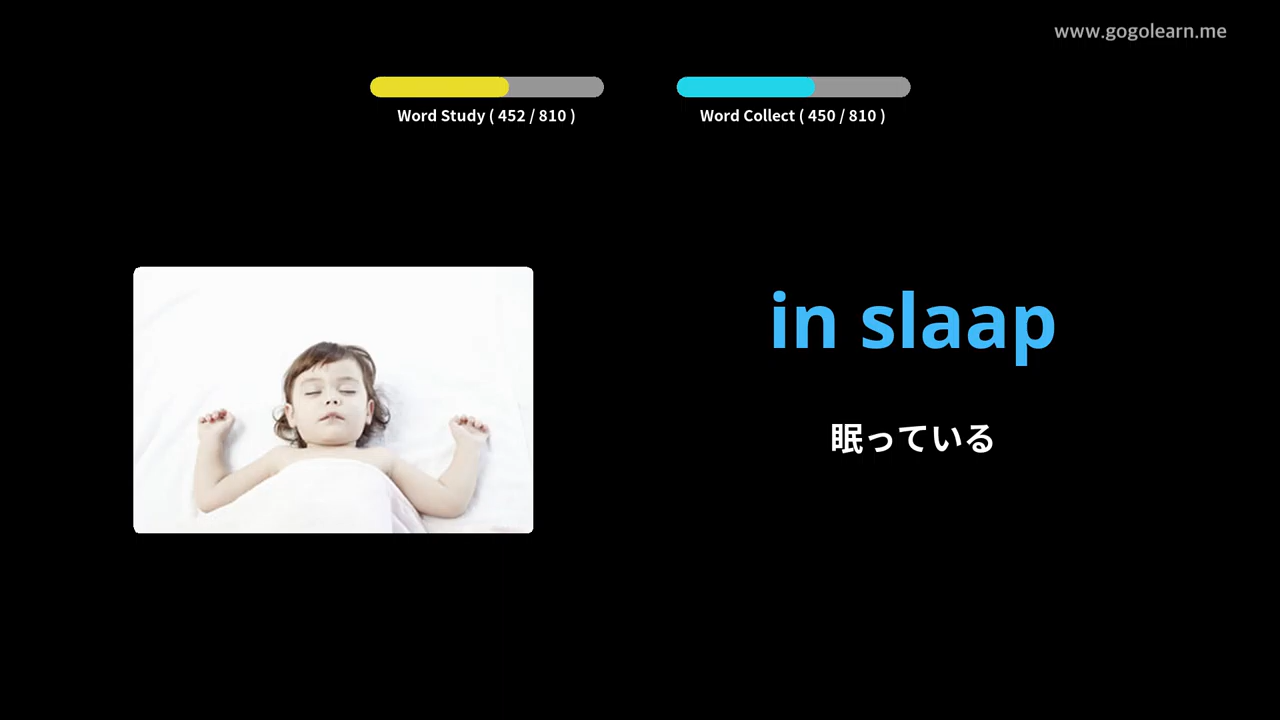 www.gogolearn.me
Word Study ( 452 / 810 )
Word Collect ( 450 / 810 )
in slaap
眠っている